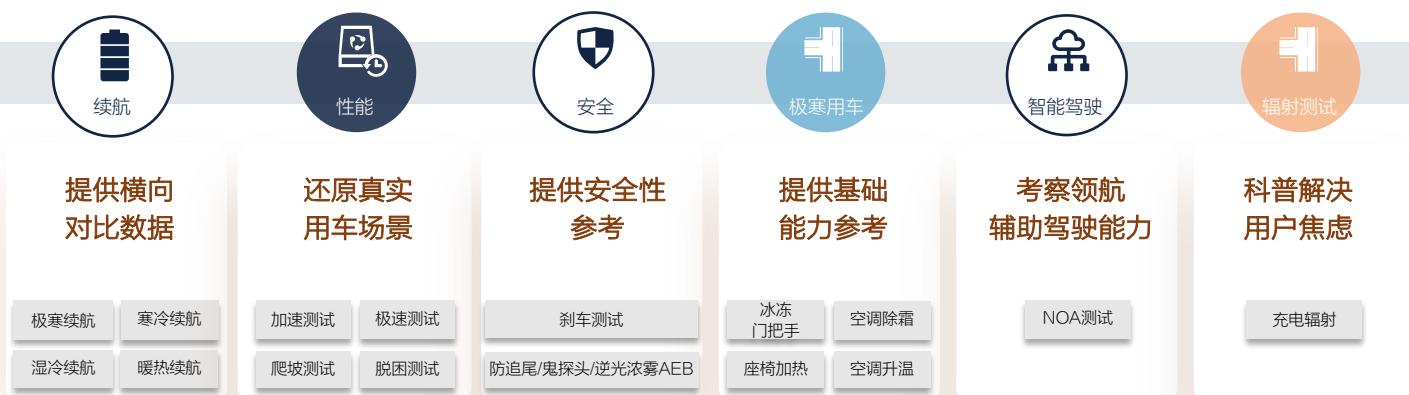 续航
性能
安全
极寒用车
智能驾驶
辐射测试
提供横向
对比数据
还原真实
用车场景
提供安全性
参考
提供基础
能力参考
考察领航
辅助驾驶能力
科普解决
用户焦虑
极寒续航
寒冷续航
湿冷续航
暖热续航
加速测试
极速测试
爬坡测试
脱困测试
刹车测试
防追尾/鬼探头/逆光浓雾AEB
冰冻
门把手
空调除霜
座椅加热
空调升温
NOA测试
充电辐射